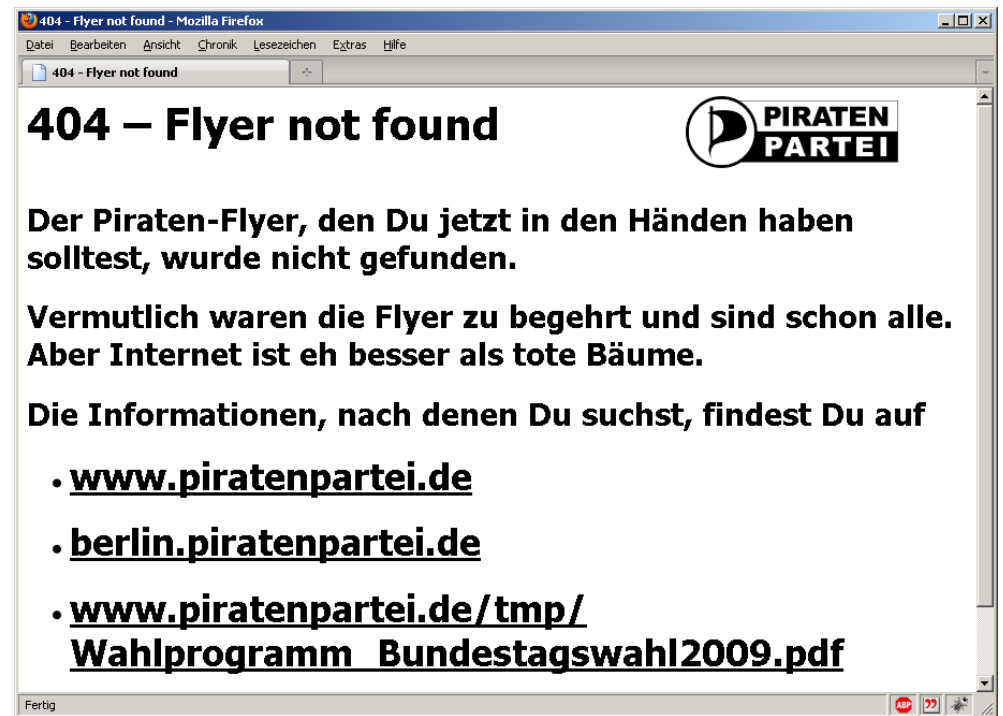 404 - Flyer not found - Mozilla Firefox
Datei Bearbeiten Ansicht Chronik Lesezeichen Extras Hilfe
404 - Flyer not found
404 – Flyer not found
PIRATEN
PARTEI
Der Piraten-Flyer, den Du jetzt in den Händen haben
solltest, wurde nicht gefunden.
Vermutlich waren die Flyer zu begehrt und sind schon alle.
Aber Internet ist eh besser als tote Bäume.
Die Informationen, nach denen Du suchst, findest Du auf
• www.piratenpartei.de
• berlin.piratenpartei.de
• www.piratenpartei.de/tmp/
Wahlprogramm_Bundestagswahl2009.pdf
Fertig
ABP